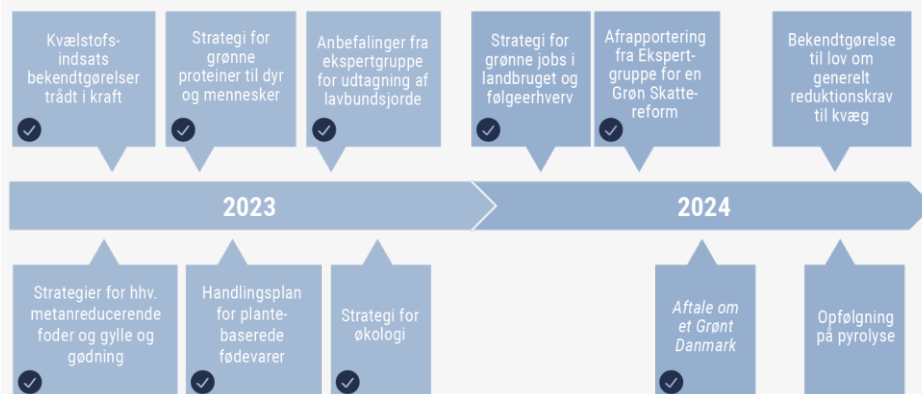 Kvælstofs-
indsats
bekendtgørelser
trådt i kraft
Strategi for
grønne
proteiner til dyr
og mennesker
Anbefalinger fra
ekspertgruppe
for udtagning af
lavbundsjorde
Strategi for
grønne jobs i
landbruget og
følgeerhverv
Afrapportering
fra Ekspert-
gruppe for en
Grøn Skatte-
reform
Bekendtgørelse
til lov om
generelt
reduktionskrav
til kvæg
2023
2024
Strategier for hhv.
metanreducerende
foder og gylle og
gødning
Handlingsplan
for plante-
baserede
fødevarer
Strategi for
økologi
Aftale om
et Grønt
Danmark
Opfølgning
på pyrolyse